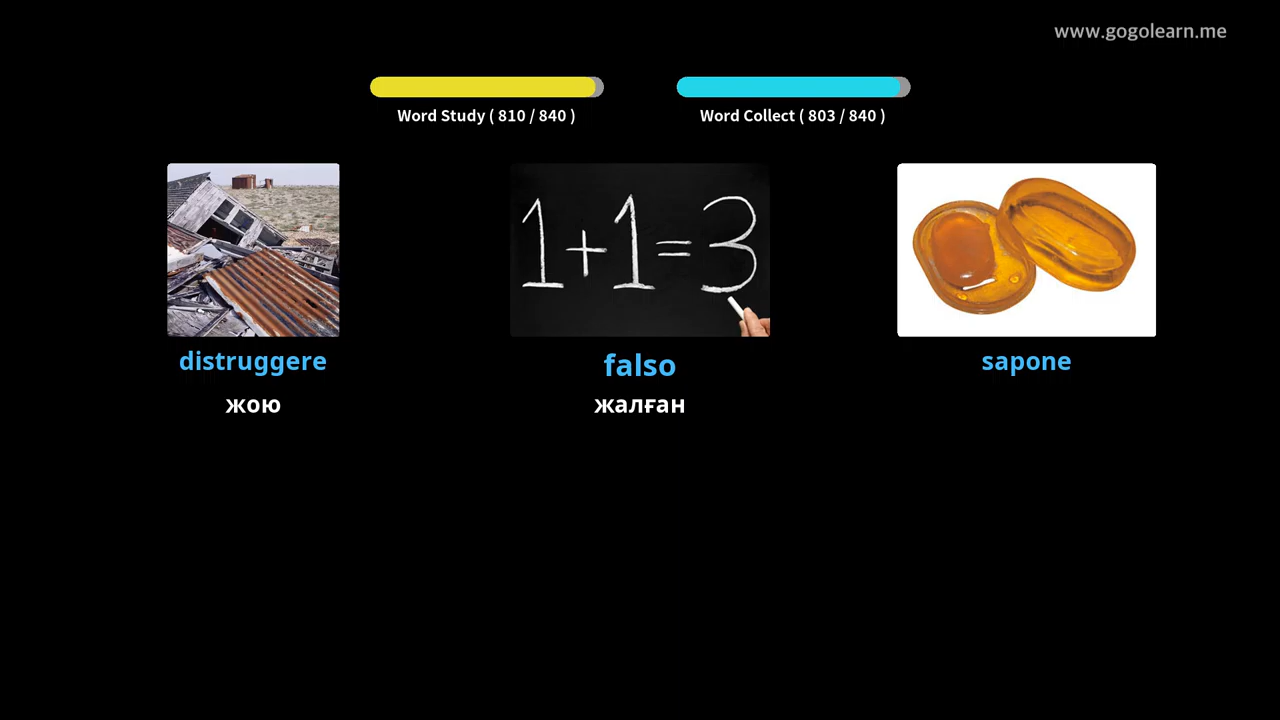 www.gogolearn.me
Word Study ( 810 / 840 )
Word Collect ( 803 / 840 )
1+1=3
distruggere
falso
sapone
жою
жалған